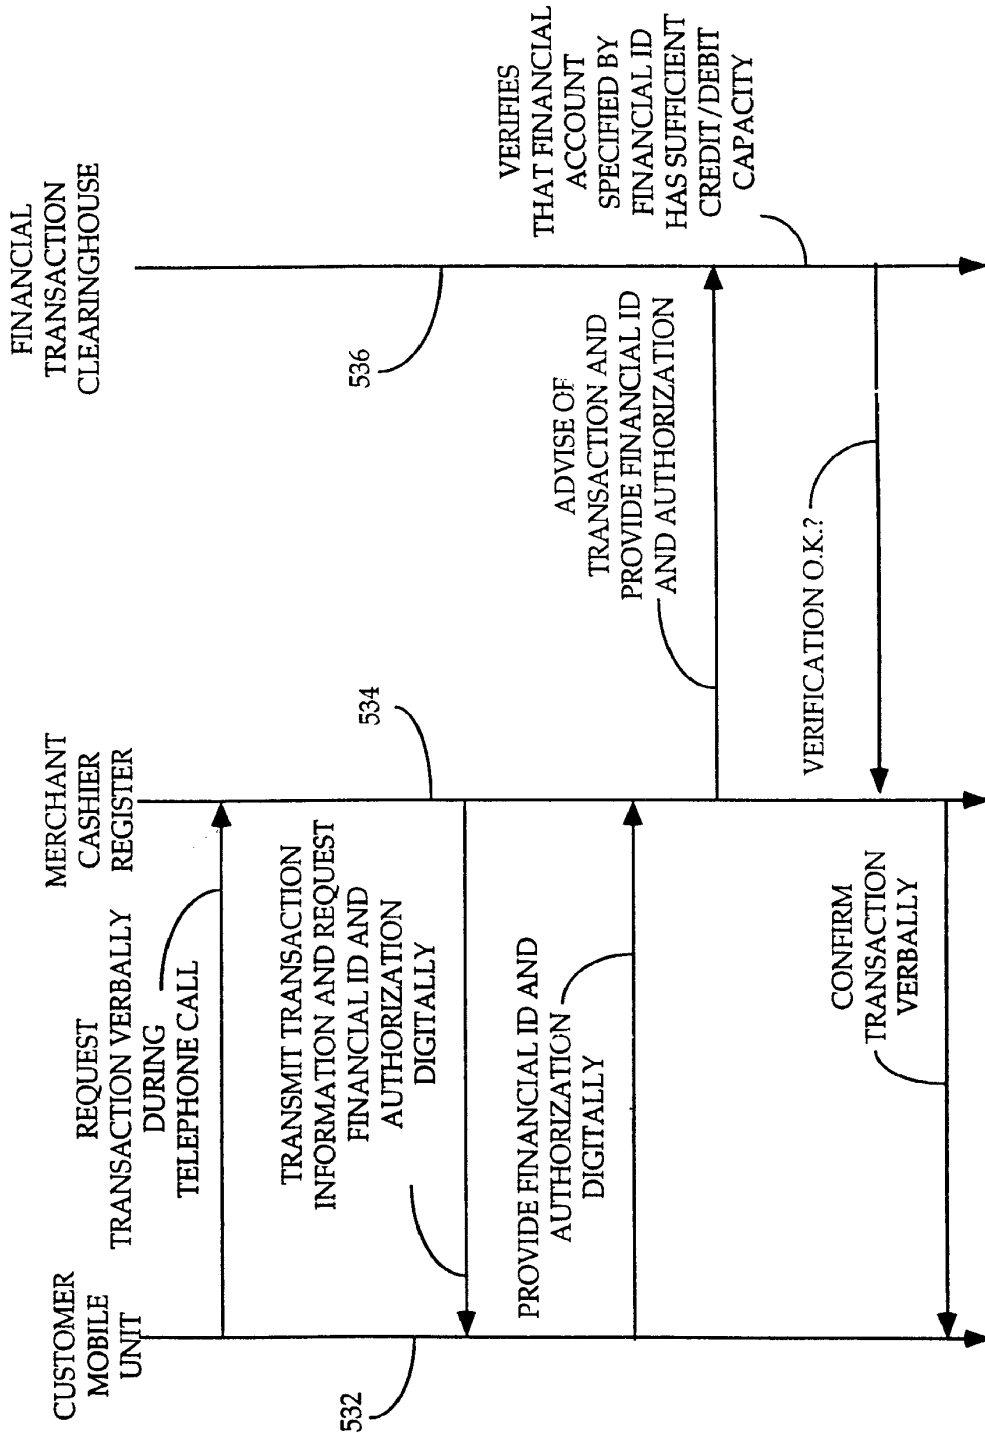 CUSTOMER
MOBILE
UNIT
MERCHANT
CASHIER
REGISTER
FINANCIAL
TRANSACTION
CLEARINGHOUSE
REQUEST
TRANSACTION VERBALLY
DURING
TELEPHONE CALL
532
534
536
TRANSMIT TRANSACTION
INFORMATION AND REQUEST
FINANCIAL ID AND
AUTHORIZATION
DIGITALLY
PROVIDE FINANCIAL ID AND
AUTHORIZATION
DIGITALLY
ADVISE OF
TRANSACTION AND
PROVIDE FINANCIAL ID
AND AUTHORIZATION
VERIFIES
THAT FINANCIAL
ACCOUNT
SPECIFIED BY
FINANCIAL ID
HAS SUFFICIENT
CREDIT/DEBIT
CAPACITY
VERIFICATION O.K.?
CONFIRM
TRANSACTION
VERBALLY